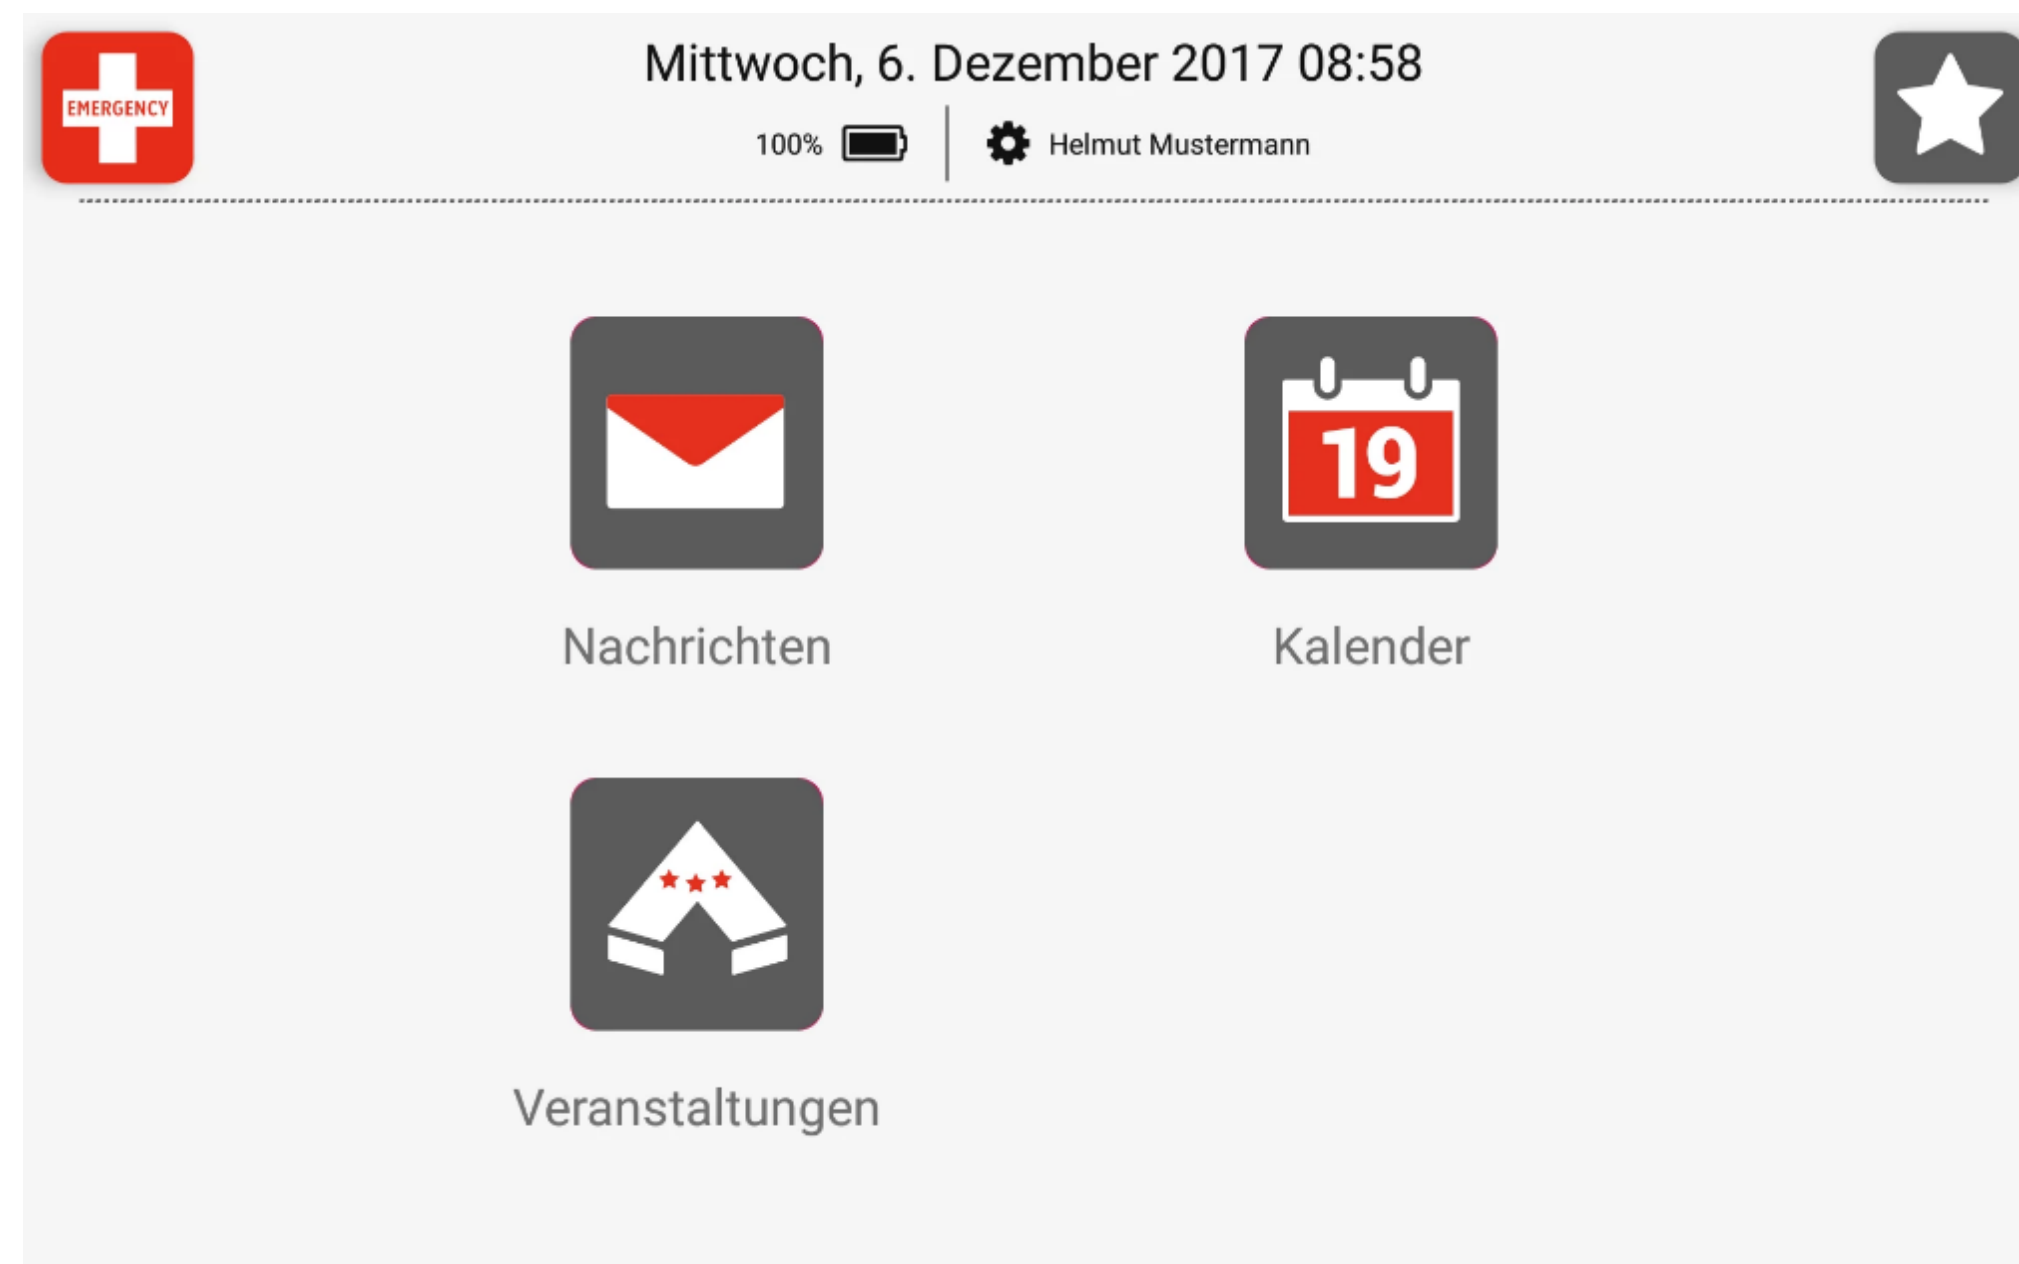 EMERGENCY
Mittwoch, 6. Dezember 2017 08:58
100%
Helmut Mustermann
19
Nachrichten
Kalender
Veranstaltungen